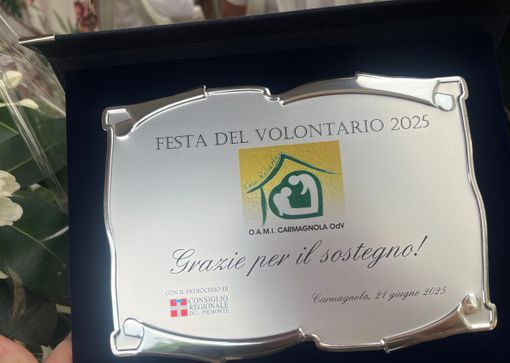 FESTA DEL VOLONTARIO 2025
O.A.M.I. CARMAGNOLA OdV
Grazie per il sostegno!
CON IL PATROCINIO DI
CONSIGLIO
REGIONALE
DEL PIEMONTE
Carmagnola, 21 giugno 2025